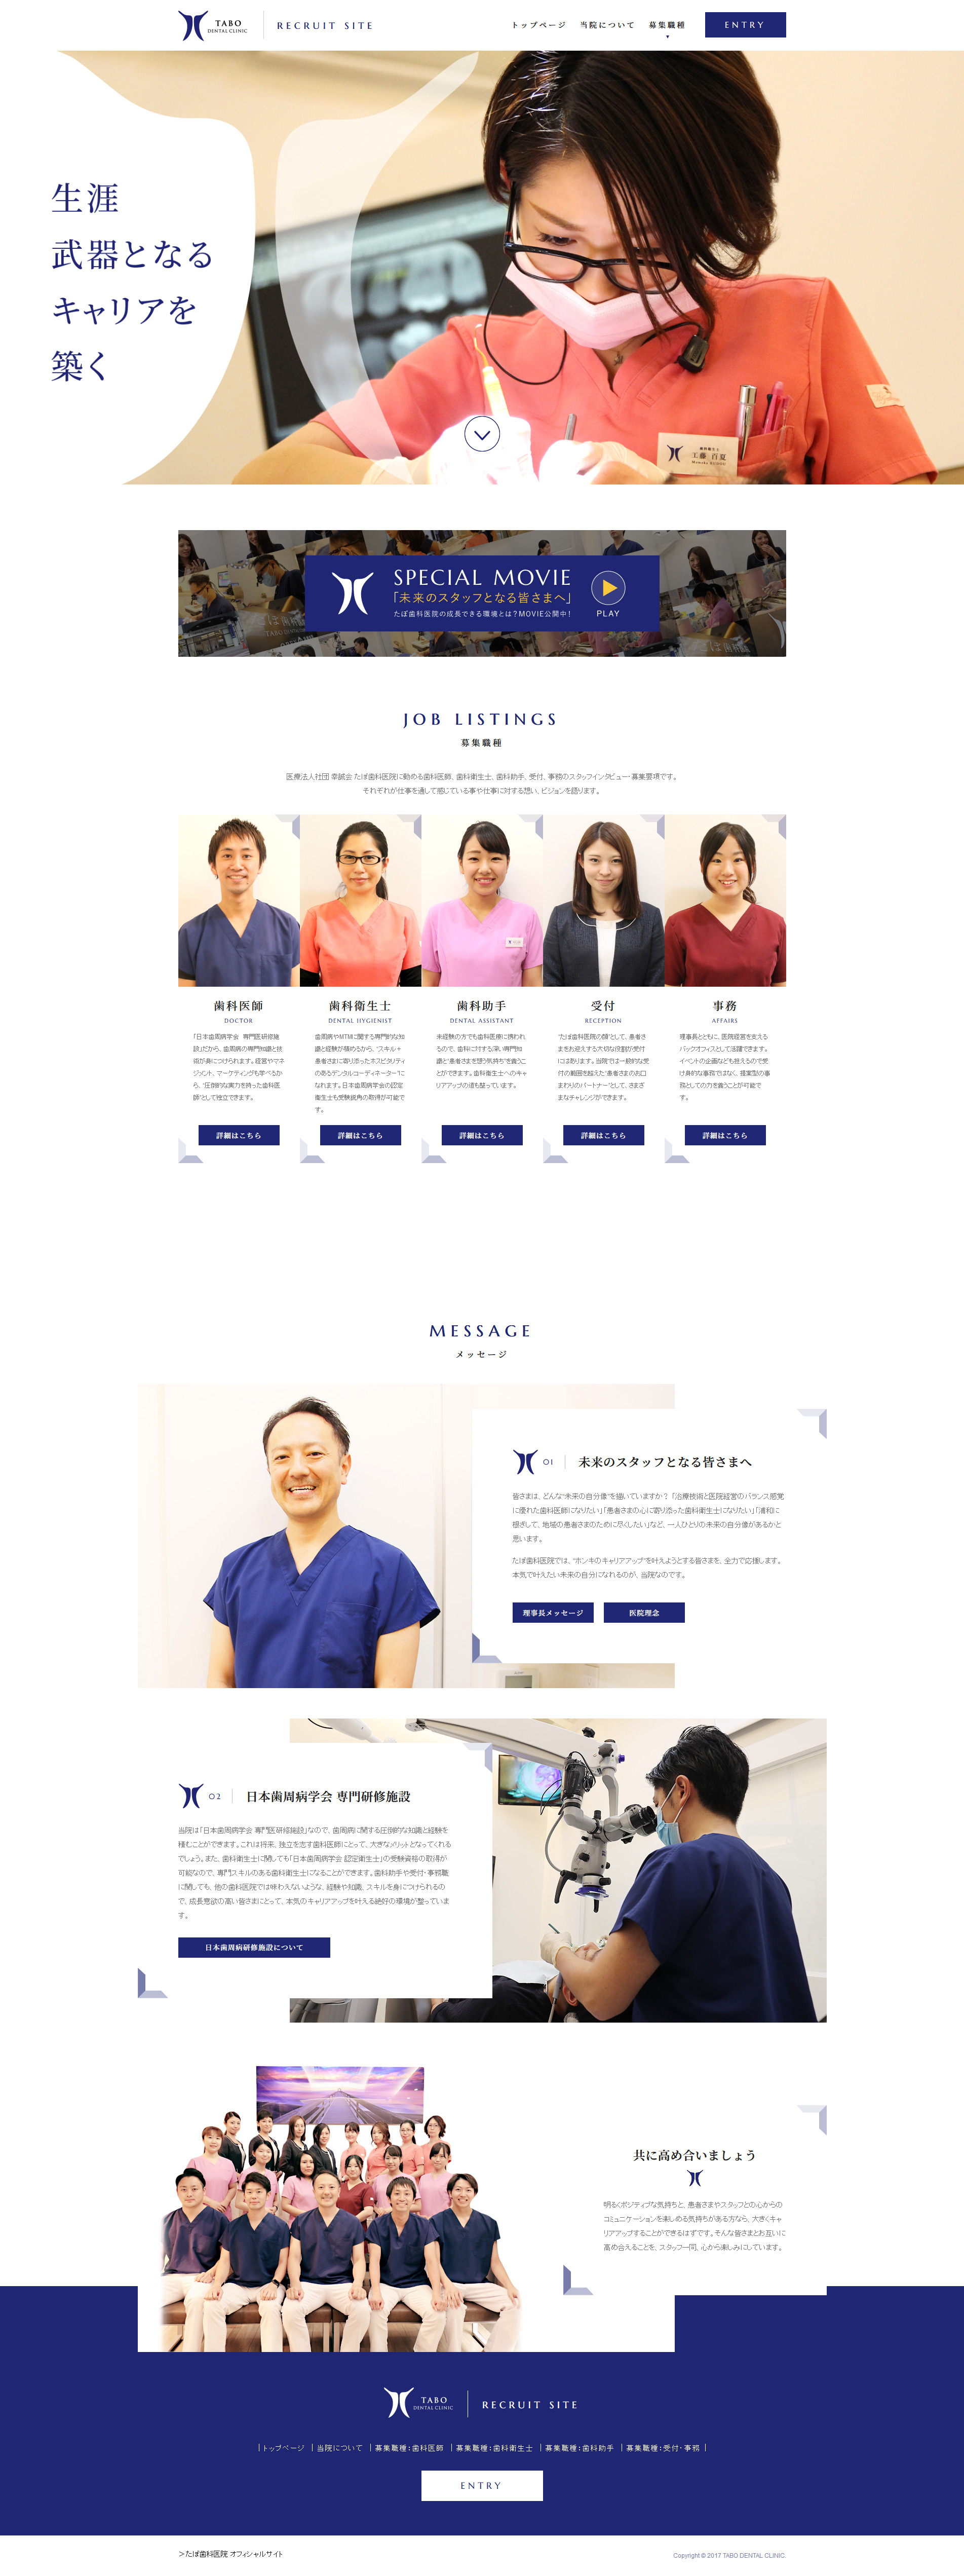 TABO
DENTAL CLINIC
RECRUIT SITE
トップページ
当院について
募集職種
ENTRY
生涯
武器となる
キャリアを
築く
工藤 百夏
SPECIAL MOVIE
「未来のスタッフとなる皆さまへ」
たぼ歯科医院の成長できる環境とは？MOVIE公開中！
PLAY
JOB LISTINGS
募集職種
医療法人社団 幸誠会 たぼ歯科医院に勤める歯科医師、歯科衛生士、歯科助手、受付、事務のスタッフインタビュー・募集要項です。
それぞれが仕事を通して感じている事や仕事に対する想い、ビジョンを語ります。
歯科医師
DOCTOR
「日本歯周病学会 専門医研修施
設」だから、歯周病の専門知識と技
術が身につけられます。経営やマネ
ジメント、マーケティングも学べるか
ら、“圧倒的な実力を持った歯科医
師”として独立できます。
詳細はこちら
歯科衛生士
DENTAL HYGIENIST
歯周病やMTMに関する専門的な知
識と経験が積めるから、“スキル＋
患者さまに寄り添ったホスピタリティ
のあるデンタルコーディネーター”に
なれます。日本歯周病学会の認定
衛生士も受験資格の取得が可能で
す。
詳細はこちら
歯科助手
DENTAL ASSISTANT
未経験の方でも歯科医療に携われ
るので、歯科に対する深い専門知
識と“患者さまを想う気持ち”を養うこ
とができます。歯科衛生士へのキャ
リアアップの道も整っています。
詳細はこちら
受付
RECEPTION
“たぼ歯科医院の顔”として、患者さ
まをお迎えする大切な役割が受付
にはあります。当院では一般的な受
付の範囲を超えた“患者さまのお口
まわりのパートナー”として、さまざ
まなチャレンジができます。
詳細はこちら
事務
AFFAIRS
理事長とともに、医院経営を支える
バックオフィスとして活躍できます。
イベントの企画なども担えるので受
け身的な事務ではなく、提案型の事
務としての力を養うことが可能で
す。
詳細はこちら
MESSAGE
メッセージ
01
未来のスタッフとなる皆さまへ
皆さまは、どんな“未来の自分像”を描いていますか？「治療技術と医院経営のバランス感覚
に優れた歯科医師になりたい」「患者さまの心に寄り添った歯科衛生士になりたい」「浦和に
根ざして、地域の患者さまのために尽くしたい」など、一人ひとりの未来の自分像があるかと
思います。
たぼ歯科医院では、“ホンキのキャリアアップ”を叶えようとする皆さまを、全力で応援します。
本気で叶えたい未来の自分になれるのが、当院なのです。
理事長メッセージ
医院理念
02
日本歯周病学会 専門研修施設
当院は「日本歯周病学会 専門医研修施設」なので、歯周病に関する圧倒的な知識と経験を
積むことができます。これは将来、独立を志す歯科医師にとって、大きなメリットとなってくれる
でしょう。また、歯科衛生士に関しても「日本歯周病学会 認定衛生士」の受験資格の取得が
可能なので、専門スキルのある歯科衛生士になることができます。歯科助手や受付・事務職
に関しても、他の歯科医院では味わえないような、経験や知識、スキルを身につけられるの
で、成長意欲の高い皆さまにとって、本気のキャリアアップを叶える絶好の環境が整っていま
す。
日本歯周病研修施設について
共に高め合いましょう
明るくポジティブな気持ちと、患者さまやスタッフとの心からの
コミュニケーションを楽しめる気持ちがある方なら、大きくキャ
リアアップすることができるはずです。そんな皆さまとお互いに
高め合えることを、スタッフ一同、心から楽しみにしています。
TABO
DENTAL CLINIC
RECRUIT SITE
トップページ
当院について
募集職種：歯科医師
募集職種：歯科衛生士
募集職種：歯科助手
募集職種：受付・事務
ENTRY
＞たぼ歯科医院 オフィシャルサイト
Copyright © 2017 TABO DENTAL CLINIC.